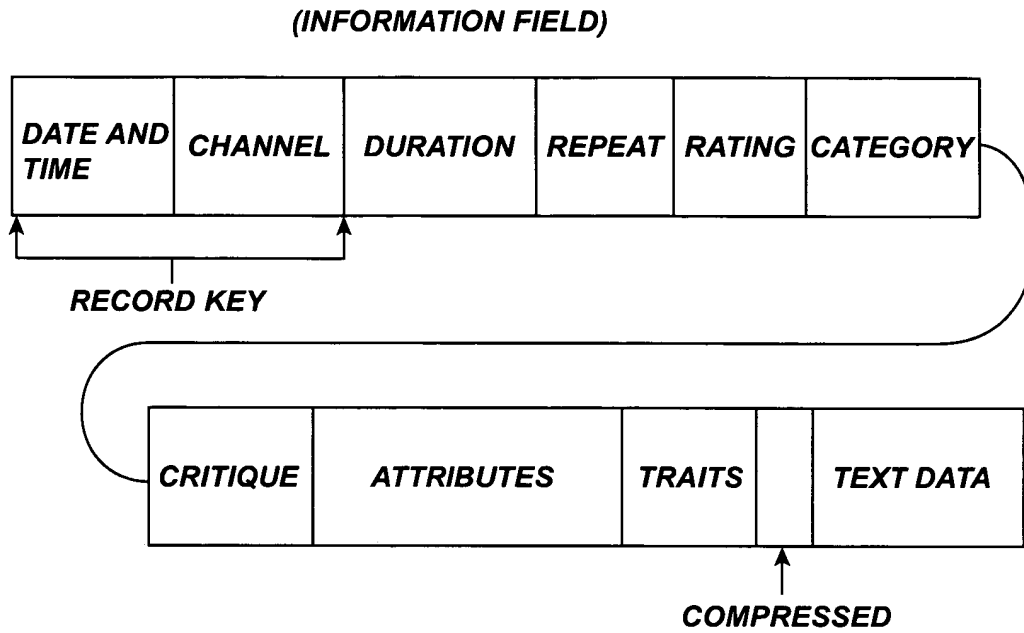 (INFORMATION FIELD)
DATE AND
TIME
CHANNEL
DURATION
REPEAT
RATING
CATEGORY
RECORD KEY
CRITIQUE
ATTRIBUTES
TRAITS
TEXT DATA
COMPRESSED